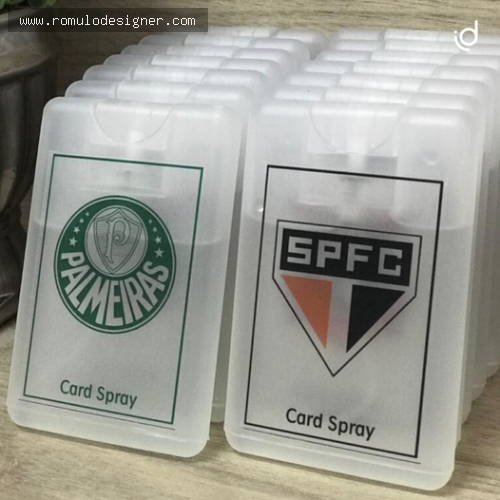 www.romulodesigner.com
d
P
PALMEIRAS
Card Spray
SPFC
Card Spray